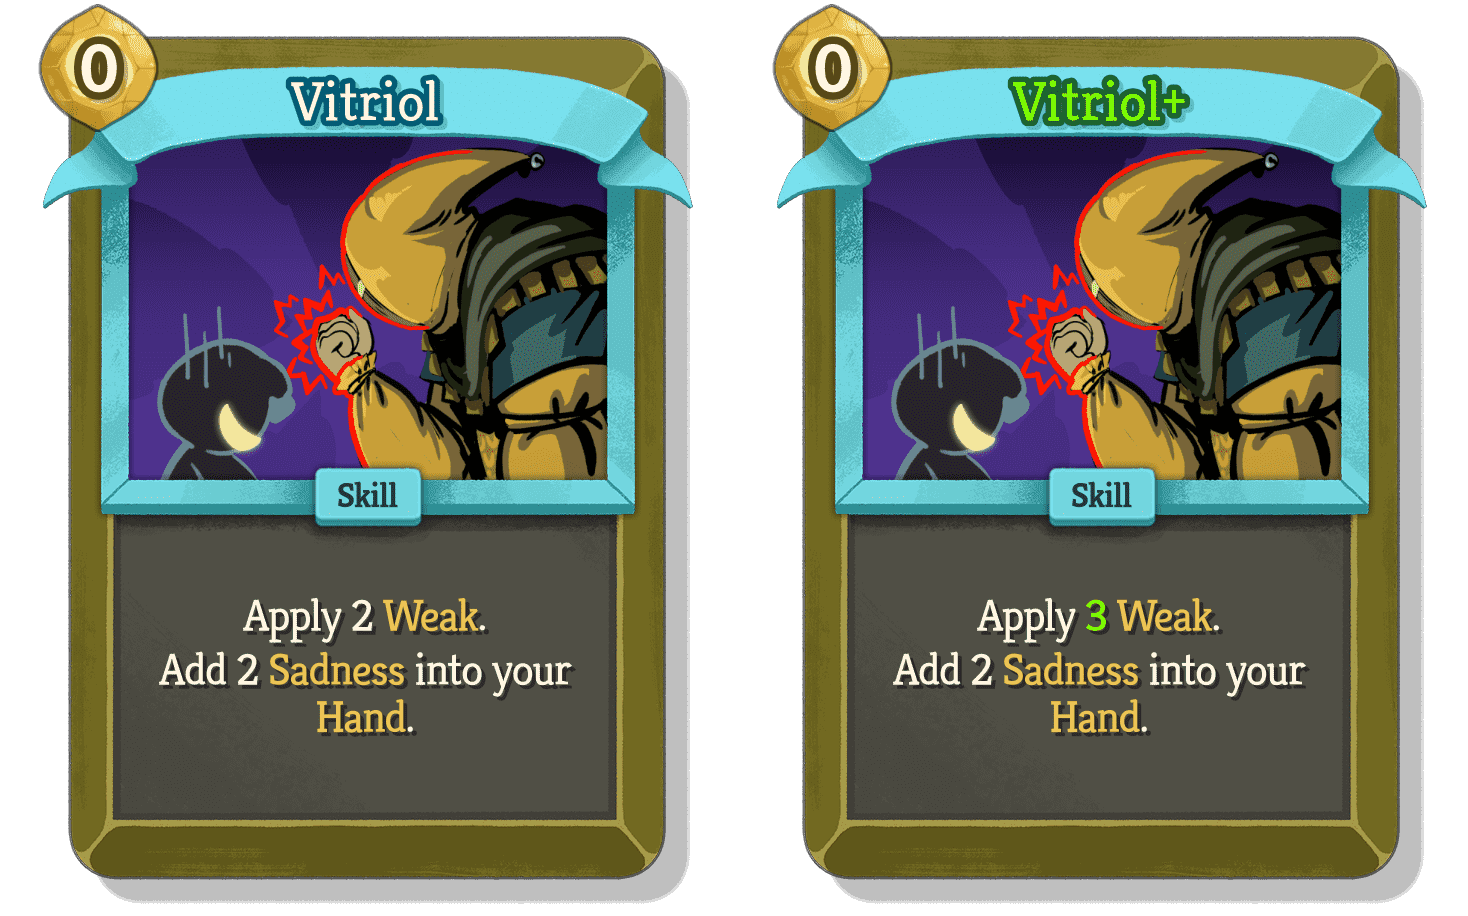 0
Vitriol
Skill
Apply 2 Weak.
Add 2 Sadness into your
Hand.
0
Vitriol+
Skill
Apply 3 Weak.
Add 2 Sadness into your
Hand.